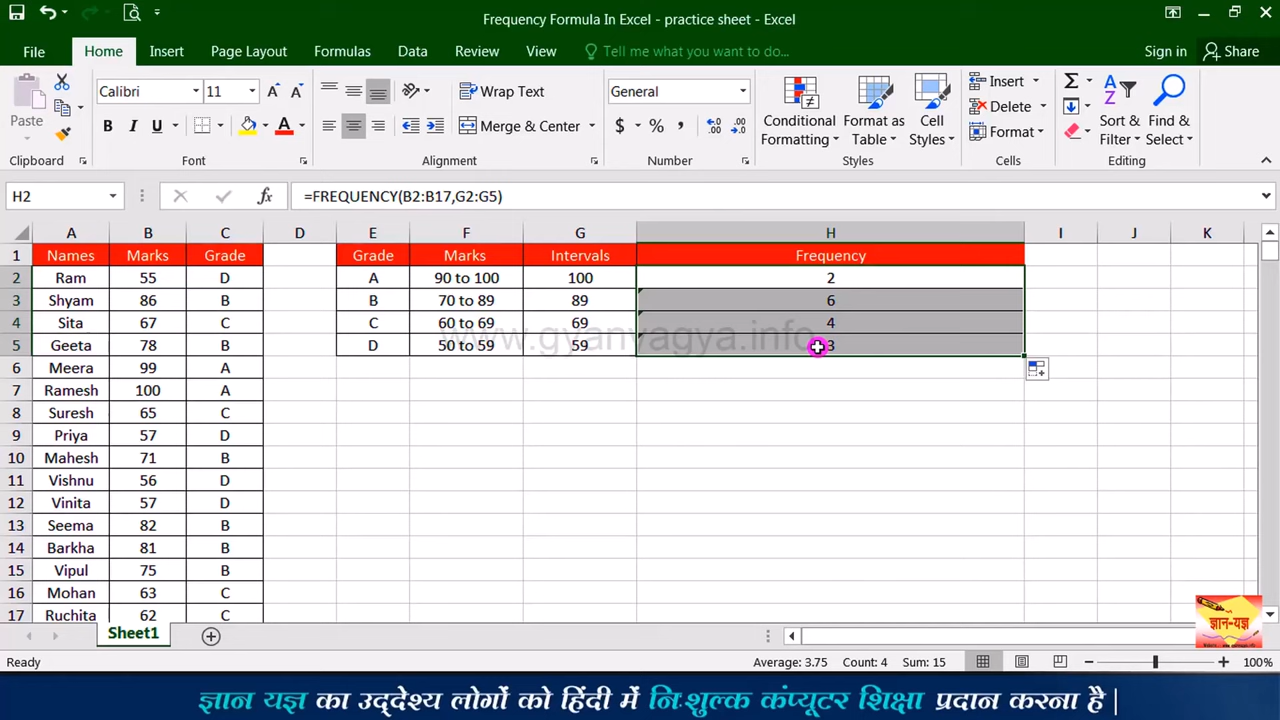 Frequency Formula In Excel - practice sheet - Excel
File Home Insert Page Layout Formulas Data Review View Tell me what you want to do... Sign in Share
Calibri 11 Wrap Text General Insert
Paste B I U Merge & Center $ % , Conditional Formatting Format as Table Cell Styles Delete Format Sort & Filter Find & Select
Clipboard Font Alignment Number Styles Cells Editing
H2 fx =FREQUENCY(B2:B17,G2:G5)
A B C D E F G H I J K
1 Names Marks Grade Grade Marks Intervals Frequency
2 Ram 55 D A 90 to 100 100 2
3 Shyam 86 B B 70 to 89 89 6
4 Sita 67 C C 60 to 69 69 4
5 Geeta 78 B D 50 to 59 59 3
www.gyanyagya.info
6 Meera 99 A
7 Ramesh 100 A
8 Suresh 65 C
9 Priya 57 D
10 Mahesh 71 B
11 Vishnu 56 D
12 Vinita 57 D
13 Seema 82 B
14 Barkha 81 B
15 Vipul 75 B
16 Mohan 63 C
17 Ruchita 62 C
ज्ञान-यज्ञ
Sheet1
Ready Average: 3.75 Count: 4 Sum: 15 100%
ज्ञान यज्ञ का उद्देश्य लोगों को हिंदी में निःशुल्क कंप्यूटर शिक्षा प्रदान करना है |